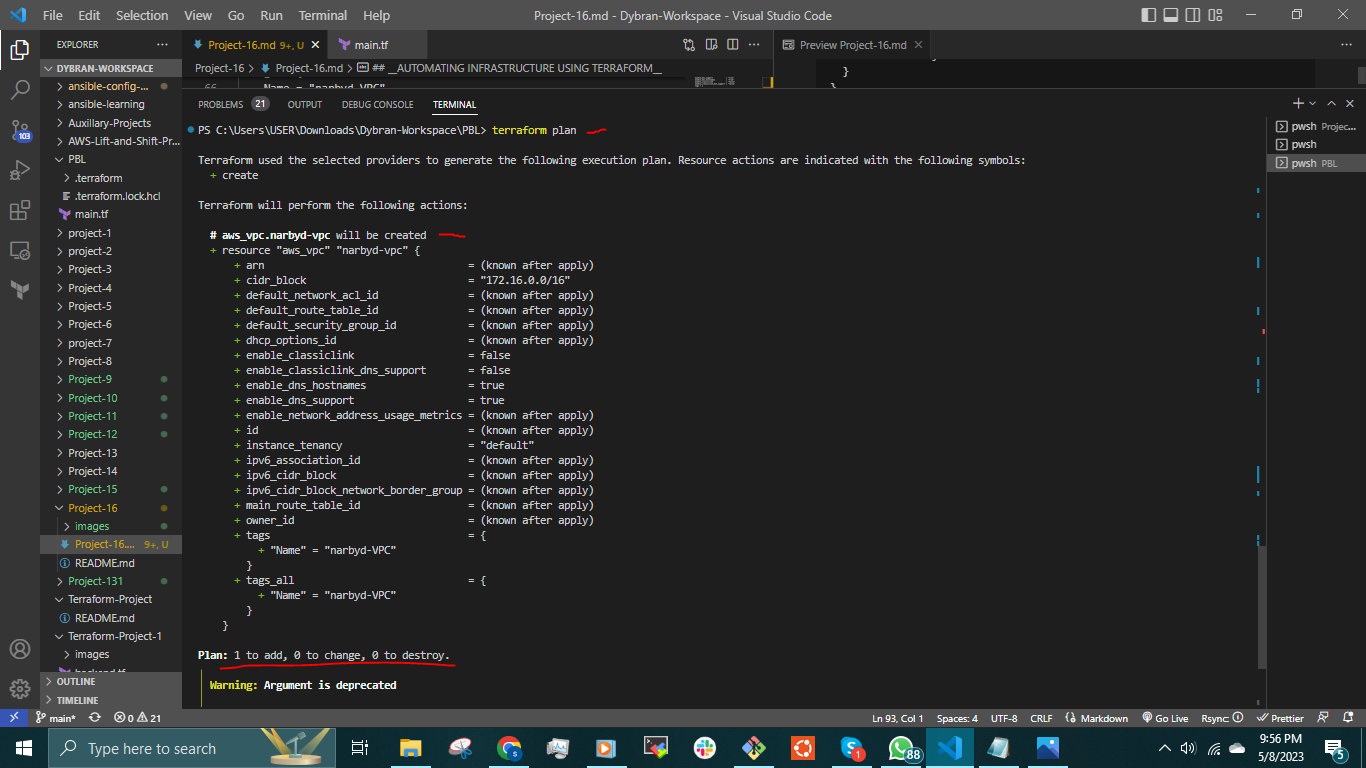 File Edit Selection View Go Run Terminal Help Project-16.md - Dybran-Workspace - Visual Studio Code
EXPLORER ···
Project-16.md 9+, U
main.tf
Preview Project-16.md
DYBRAN-WORKSPACE
Project-16 > Project-16.md > ## __AUTOMATING INFRASTRUCTURE USING TERRAFORM__
66 Name = "narbyd-VPC"
}
}
ansible-config-...
ansible-learning
Auxillary-Projects
AWS-Lift-and-Shift-Pr...
PBL
.terraform
.terraform.lock.hcl
main.tf
project-1
project-2
Project-3
Project-4
Project-5
Project-6
project-7
Project-8
Project-9
Project-10
Project-11
Project-12
Project-13
Project-14
Project-15
Project-16
images
Project-16.... 9+, U
README.md
Project-131
Terraform-Project
README.md
Terraform-Project-1
images
backend.tf
OUTLINE
TIMELINE
103
PROBLEMS 21 OUTPUT DEBUG CONSOLE TERMINAL
PS C:\Users\USER\Downloads\Dybran-Workspace\PBL> terraform plan
Terraform used the selected providers to generate the following execution plan. Resource actions are indicated with the following symbols:
+ create
Terraform will perform the following actions:
# aws_vpc.narbyd-vpc will be created
+ resource "aws_vpc" "narbyd-vpc" {
+ arn = (known after apply)
+ cidr_block = "172.16.0.0/16"
+ default_network_acl_id = (known after apply)
+ default_route_table_id = (known after apply)
+ default_security_group_id = (known after apply)
+ dhcp_options_id = (known after apply)
+ enable_classiclink = false
+ enable_classiclink_dns_support = false
+ enable_dns_hostnames = true
+ enable_dns_support = true
+ enable_network_address_usage_metrics = (known after apply)
+ id = (known after apply)
+ instance_tenancy = "default"
+ ipv6_association_id = (known after apply)
+ ipv6_cidr_block = (known after apply)
+ ipv6_cidr_block_network_border_group = (known after apply)
+ main_route_table_id = (known after apply)
+ owner_id = (known after apply)
+ tags = {
+ "Name" = "narbyd-VPC"
}
+ tags_all = {
+ "Name" = "narbyd-VPC"
}
}
Plan: 1 to add, 0 to change, 0 to destroy.
Warning: Argument is deprecated
pwsh Projec...
pwsh
pwsh PBL
main* 0 21 Ln 93, Col 1 Spaces: 4 UTF-8 CRLF Markdown Go Live Rsync: Prettier
Type here to search
1
88
9:56 PM
5/8/2023
5